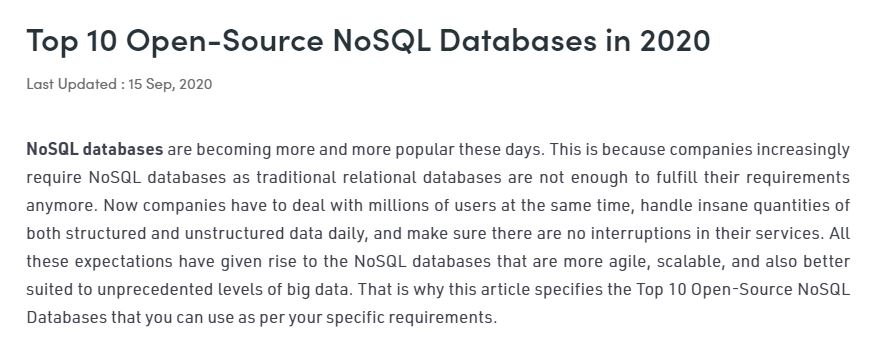 Top 10 Open-Source NoSQL Databases in 2020
Last Updated : 15 Sep, 2020
NoSQL databases are becoming more and more popular these days. This is because companies increasingly
require NoSQL databases as traditional relational databases are not enough to fulfill their requirements
anymore. Now companies have to deal with millions of users at the same time, handle insane quantities of
both structured and unstructured data daily, and make sure there are no interruptions in their services. All
these expectations have given rise to the NoSQL databases that are more agile, scalable, and also better
suited to unprecedented levels of big data. That is why this article specifies the Top 10 Open-Source NoSQL
Databases that you can use as per your specific requirements.